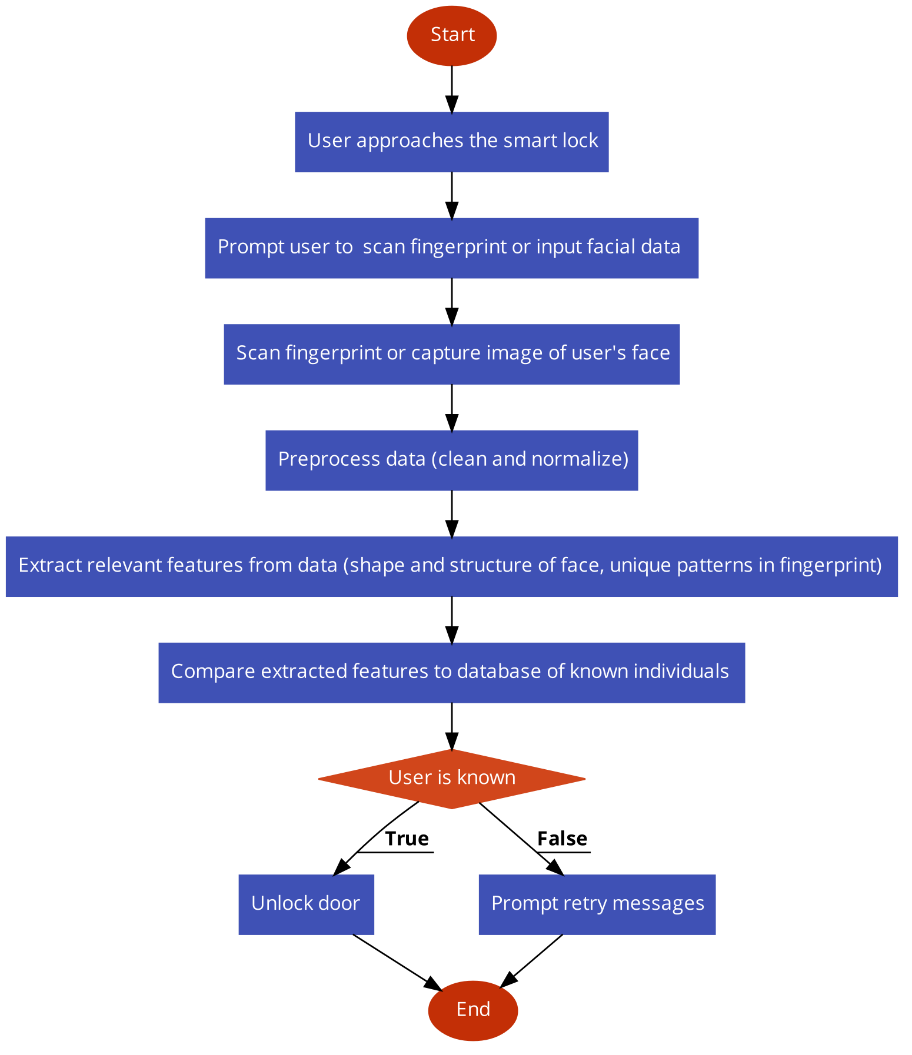 Start
User approaches the smart lock
Prompt user to  scan fingerprint or input facial data
Scan fingerprint or capture image of user's face
Preprocess data (clean and normalize)
Extract relevant features from data (shape and structure of face, unique patterns in fingerprint)
Compare extracted features to database of known individuals
User is known
True
False
Unlock door
Prompt retry messages
End